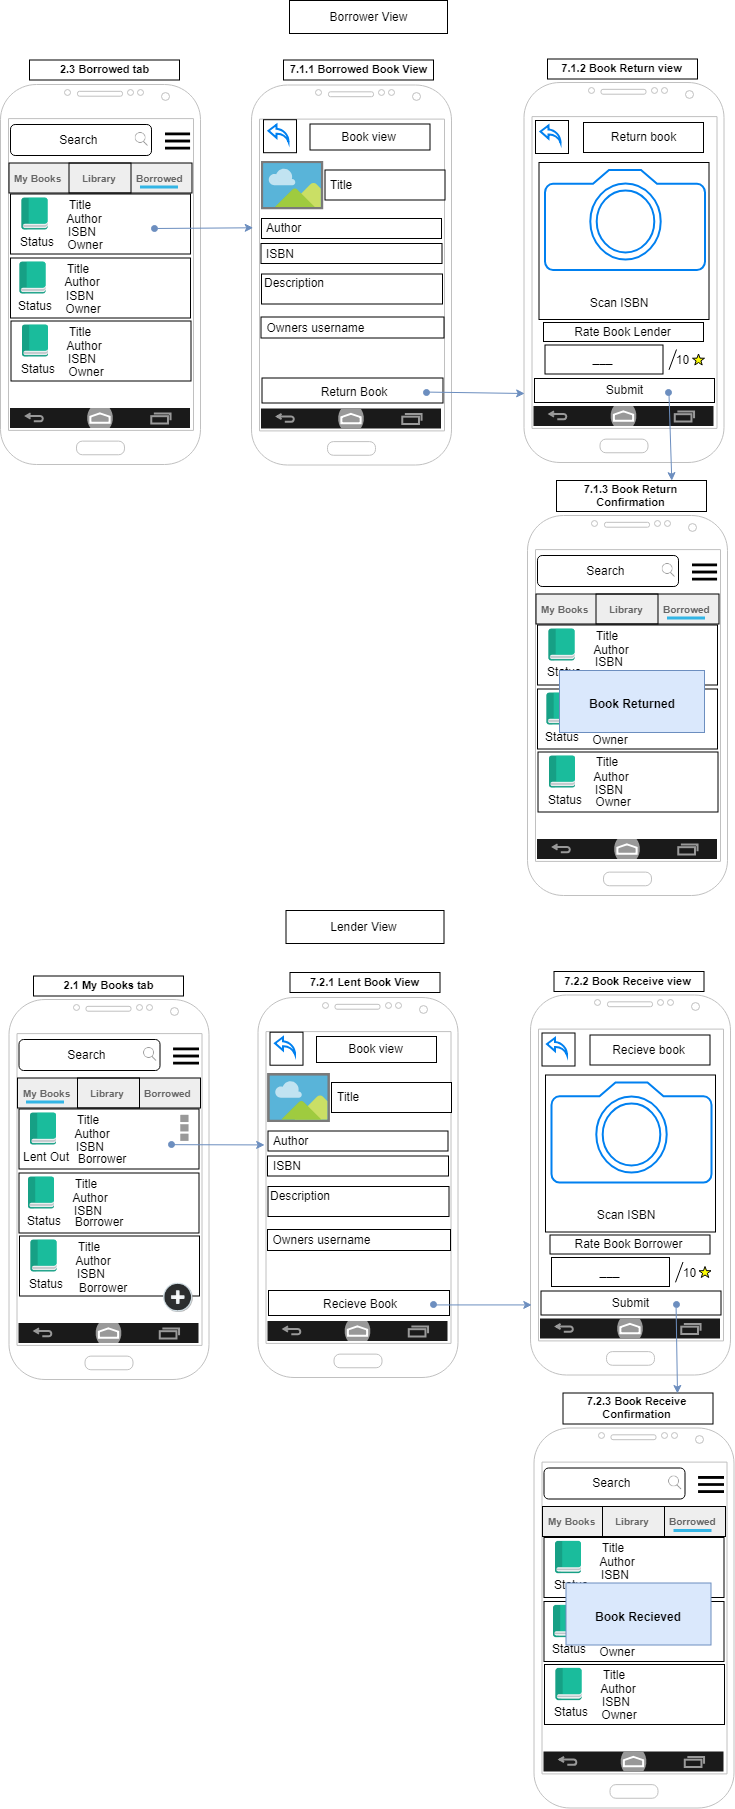 Borrower View
2.3 Borrowed tab
Search
My Books
Library
Borrowed
Title
Author
ISBN
Owner
Status
Title
Author
ISBN
Owner
Status
Title
Author
ISBN
Owner
Status
7.1.1 Borrowed Book View
Book view
Title
Author
ISBN
Description
Owners username
Return Book
7.1.2 Book Return view
Return book
Scan ISBN
Rate Book Lender
___
/10
Submit
7.1.3 Book Return
Confirmation
Search
My Books
Library
Borrowed
Title
Author
ISBN
Book Returned
Status
Owner
Title
Author
ISBN
Owner
Status
Lender View
2.1 My Books tab
Search
My Books
Library
Borrowed
Title
Author
ISBN
Borrower
Lent Out
Title
Author
ISBN
Borrower
Status
Title
Author
ISBN
Borrower
Status
7.2.1 Lent Book View
Book view
Title
Author
ISBN
Description
Owners username
Recieve Book
7.2.2 Book Receive view
Recieve book
Scan ISBN
Rate Book Borrower
___
/10
Submit
7.2.3 Book Receive
Confirmation
Search
My Books
Library
Borrowed
Title
Author
ISBN
Book Recieved
Status
Owner
Title
Author
ISBN
Owner
Status